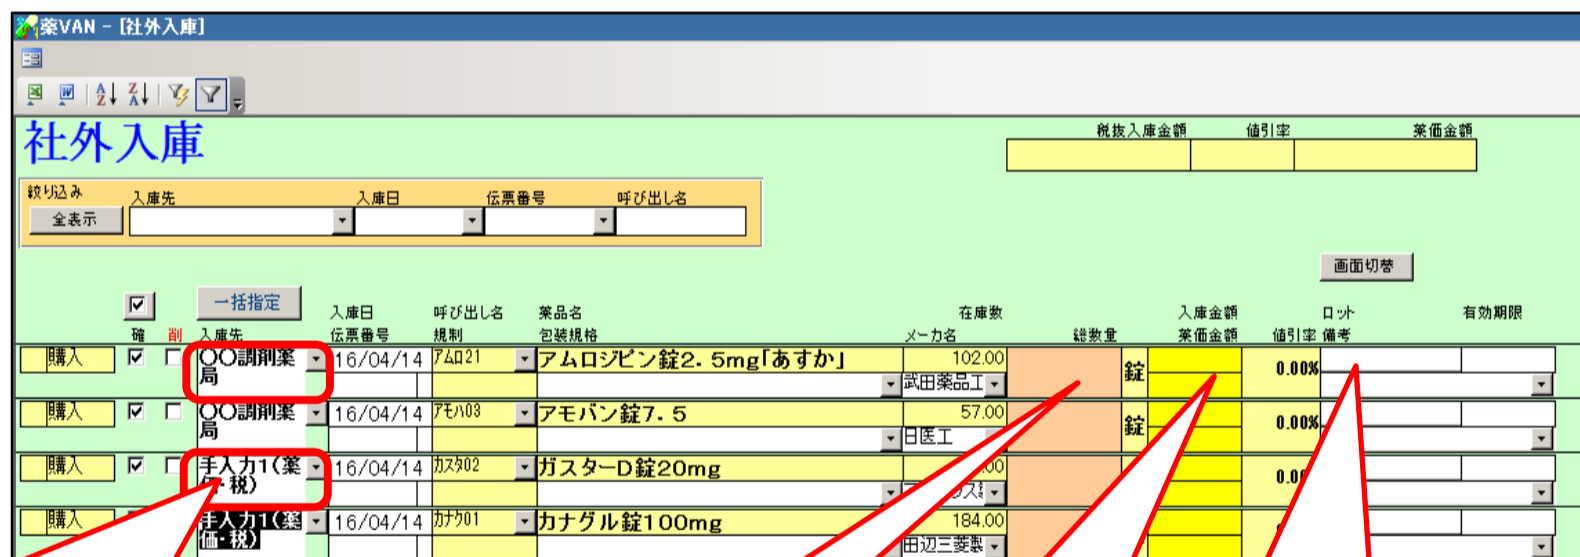 薬VAN - [社外入庫]
社外入庫
税抜入庫金額 値引率 薬価金額
絞り込み 入庫先 入庫日 伝票番号 呼び出し名
全表示
画面切替
一括指定
入庫日 呼び出し名 薬品名 在庫数 入庫金額 ロット 有効期限
確 削 入庫先 伝票番号 規制 包装規格 メーカ名 総数量 薬価金額 値引率 備考
購入 〇〇調剤薬局 16/04/14 アムロ21 アムロジピン錠2.5mg「あすか」 102.00 錠 0.00%
武田薬品工
購入 〇〇調剤薬局 16/04/14 アモバ03 アモバン錠7.5 57.00 錠 0.00%
日医工
購入 手入力1(薬価・税) 16/04/14 カスタ02 ガスターD錠20mg
購入 手入力1(薬価・税) 16/04/14 カナグ01 カナグル錠100mg 184.00
田辺三菱製